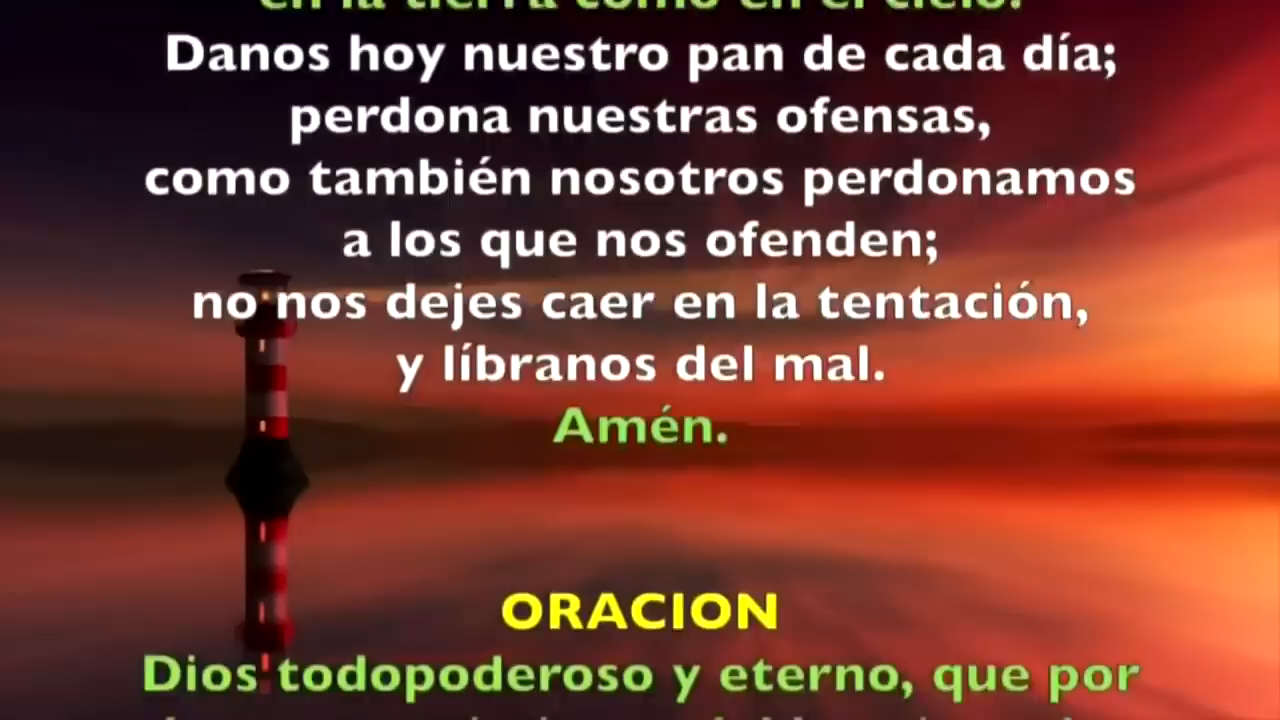 en la tierra como en el cielo.
Danos hoy nuestro pan de cada día;
perdona nuestras ofensas,
como también nosotros perdonamos
a los que nos ofenden;
no nos dejes caer en la tentación,
y líbranos del mal.
Amén.
ORACION
Dios todopoderoso y eterno, que por